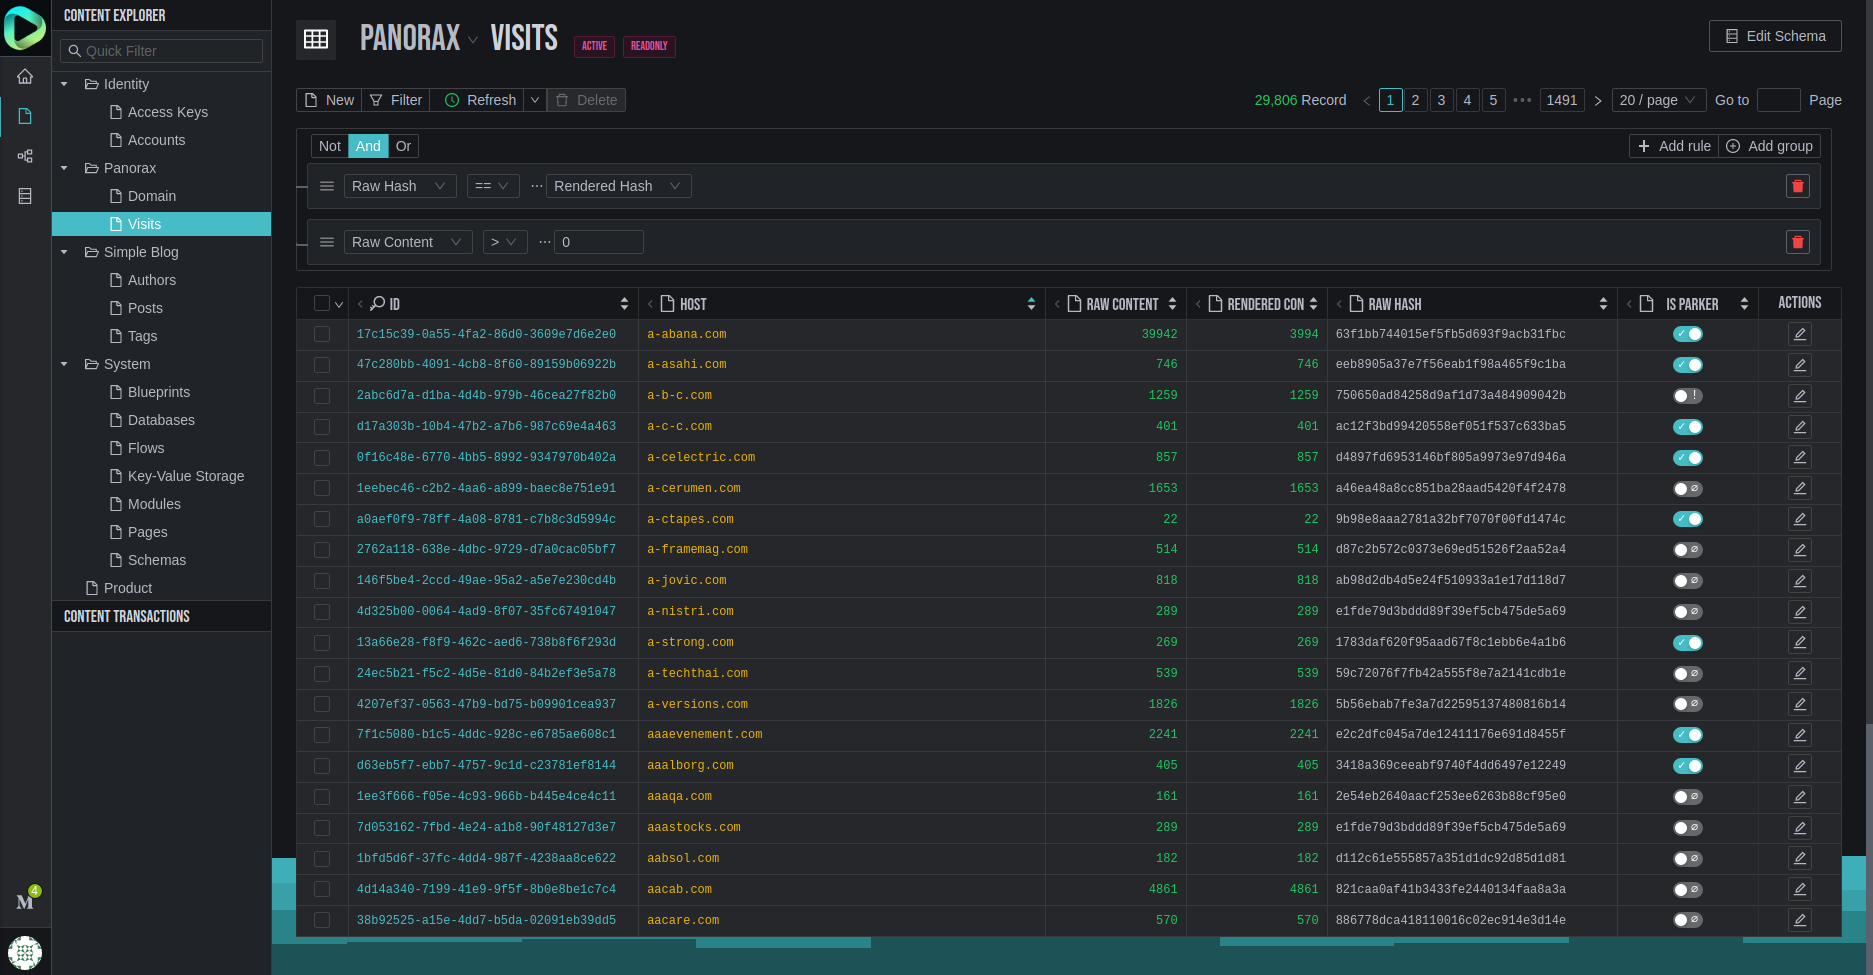 CONTENT EXPLORER
Quick Filter
Identity
Access Keys
Accounts
Panorax
Domain
Visits
Simple Blog
Authors
Posts
Tags
System
Blueprints
Databases
Flows
Key-Value Storage
Modules
Pages
Schemas
Product
CONTENT TRANSACTIONS
4
M
PANORAX VISITS ACTIVE READONLY
Edit Schema
New Filter Refresh Delete
29,806 Record 1 2 3 4 5 ••• 1491 20 / page Go to Page
Not And Or
Add rule Add group
Raw Hash == ··· Rendered Hash
Raw Content > ··· 0
ID HOST RAW CONTENT RENDERED CON RAW HASH IS PARKER ACTIONS
17c15c39-0a55-4fa2-86d0-3609e7d6e2e0 a-abana.com 39942 3994 63f1bb744015ef5fb5d693f9acb31fbc
47c280bb-4091-4cb8-8f60-89159b06922b a-asahi.com 746 746 eeb8905a37e7f56eab1f98a465f9c1ba
2abc6d7a-d1ba-4d4b-979b-46cea27f82b0 a-b-c.com 1259 1259 750650ad84258d9af1d73a484909042b
d17a303b-10b4-47b2-a7b6-987c69e4a463 a-c-c.com 401 401 ac12f3bd99420558ef051f537c633ba5
0f16c48e-6770-4bb5-8992-9347970b402a a-celectric.com 857 857 d4897fd6953146bf805a9973e97d946a
1eebec46-c2b2-4aa6-a899-baec8e751e91 a-cerumen.com 1653 1653 a46ea48a8cc851ba28aad5420f4f2478
a0aef0f9-78ff-4a08-8781-c7b8c3d5994c a-ctapes.com 22 22 9b98e8aaa2781a32bf7070f00fd1474c
2762a118-638e-4dbc-9729-d7a0cac05bf7 a-framemag.com 514 514 d87c2b572c0373e69ed51526f2aa52a4
146f5be4-2ccd-49ae-95a2-a5e7e230cd4b a-jovic.com 818 818 ab98d2db4d5e24f510933a1e17d118d7
4d325b00-0064-4ad9-8f07-35fc67491047 a-nistri.com 289 289 e1fde79d3bddd89f39ef5cb475de5a69
13a66e28-f8f9-462c-aed6-738b8f6f293d a-strong.com 269 269 1783daf620f95aad67f8c1ebb6e4a1b6
24ec5b21-f5c2-4d5e-81d0-84b2ef3e5a78 a-techthai.com 539 539 59c72076f7fb42a555f8e7a2141cdb1e
4207ef37-0563-47b9-bd75-b09901cea937 a-versions.com 1826 1826 5b56ebab7fe3a7d22595137480816b14
7f1c5080-b1c5-4ddc-928c-e6785ae608c1 aaaevenement.com 2241 2241 e2c2dfc045a7de12411176e691d8455f
d63eb5f7-ebb7-4757-9c1d-c23781ef8144 aaalborg.com 405 405 3418a369ceeabf9740f4dd6497e12249
1ee3f666-f05e-4c93-966b-b445e4ce4c11 aaaqa.com 161 161 2e54eb2640aacf253ee6263b88cf95e0
7d053162-7fbd-4e24-a1b8-90f48127d3e7 aaastocks.com 289 289 e1fde79d3bddd89f39ef5cb475de5a69
1bfd5d6f-37fc-4dd4-987f-4238aa8ce622 aabsol.com 182 182 d112c61e555857a351d1dc92d85d1d81
4d14a340-7199-41e9-9f5f-8b0e8be1c7c4 aacab.com 4861 4861 821caa0af41b3433fe2440134faa8a3a
38b92525-a15e-4dd7-b5da-02091eb39dd5 aacare.com 570 570 886778dca418110016c02ec914e3d14e